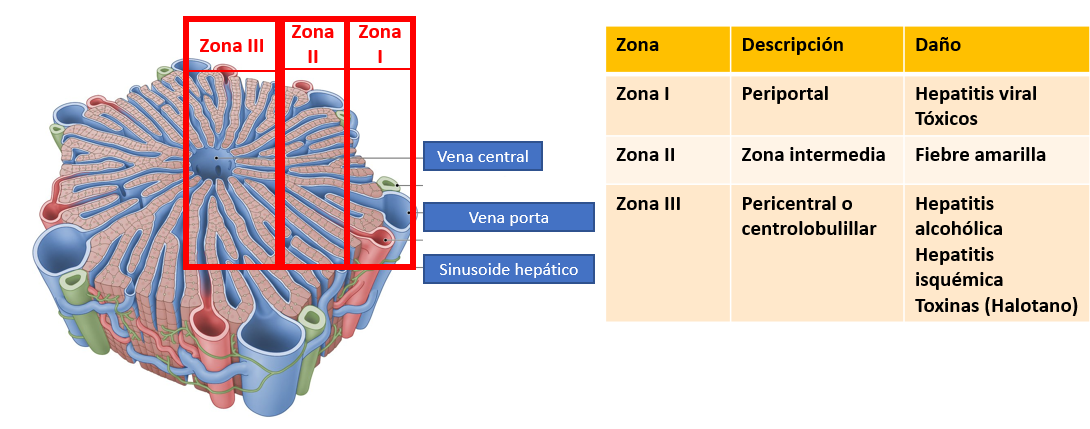 Zona III
Zona
II
Zona
I
Vena central
Vena porta
Sinusoide hepático
Zona
Descripción
Daño
Zona I
Periportal
Hepatitis viral
Tóxicos
Zona II
Zona intermedia
Fiebre amarilla
Zona III
Pericentral o
centrolobulillar
Hepatitis
alcohólica
Hepatitis
isquémica
Toxinas (Halotano)